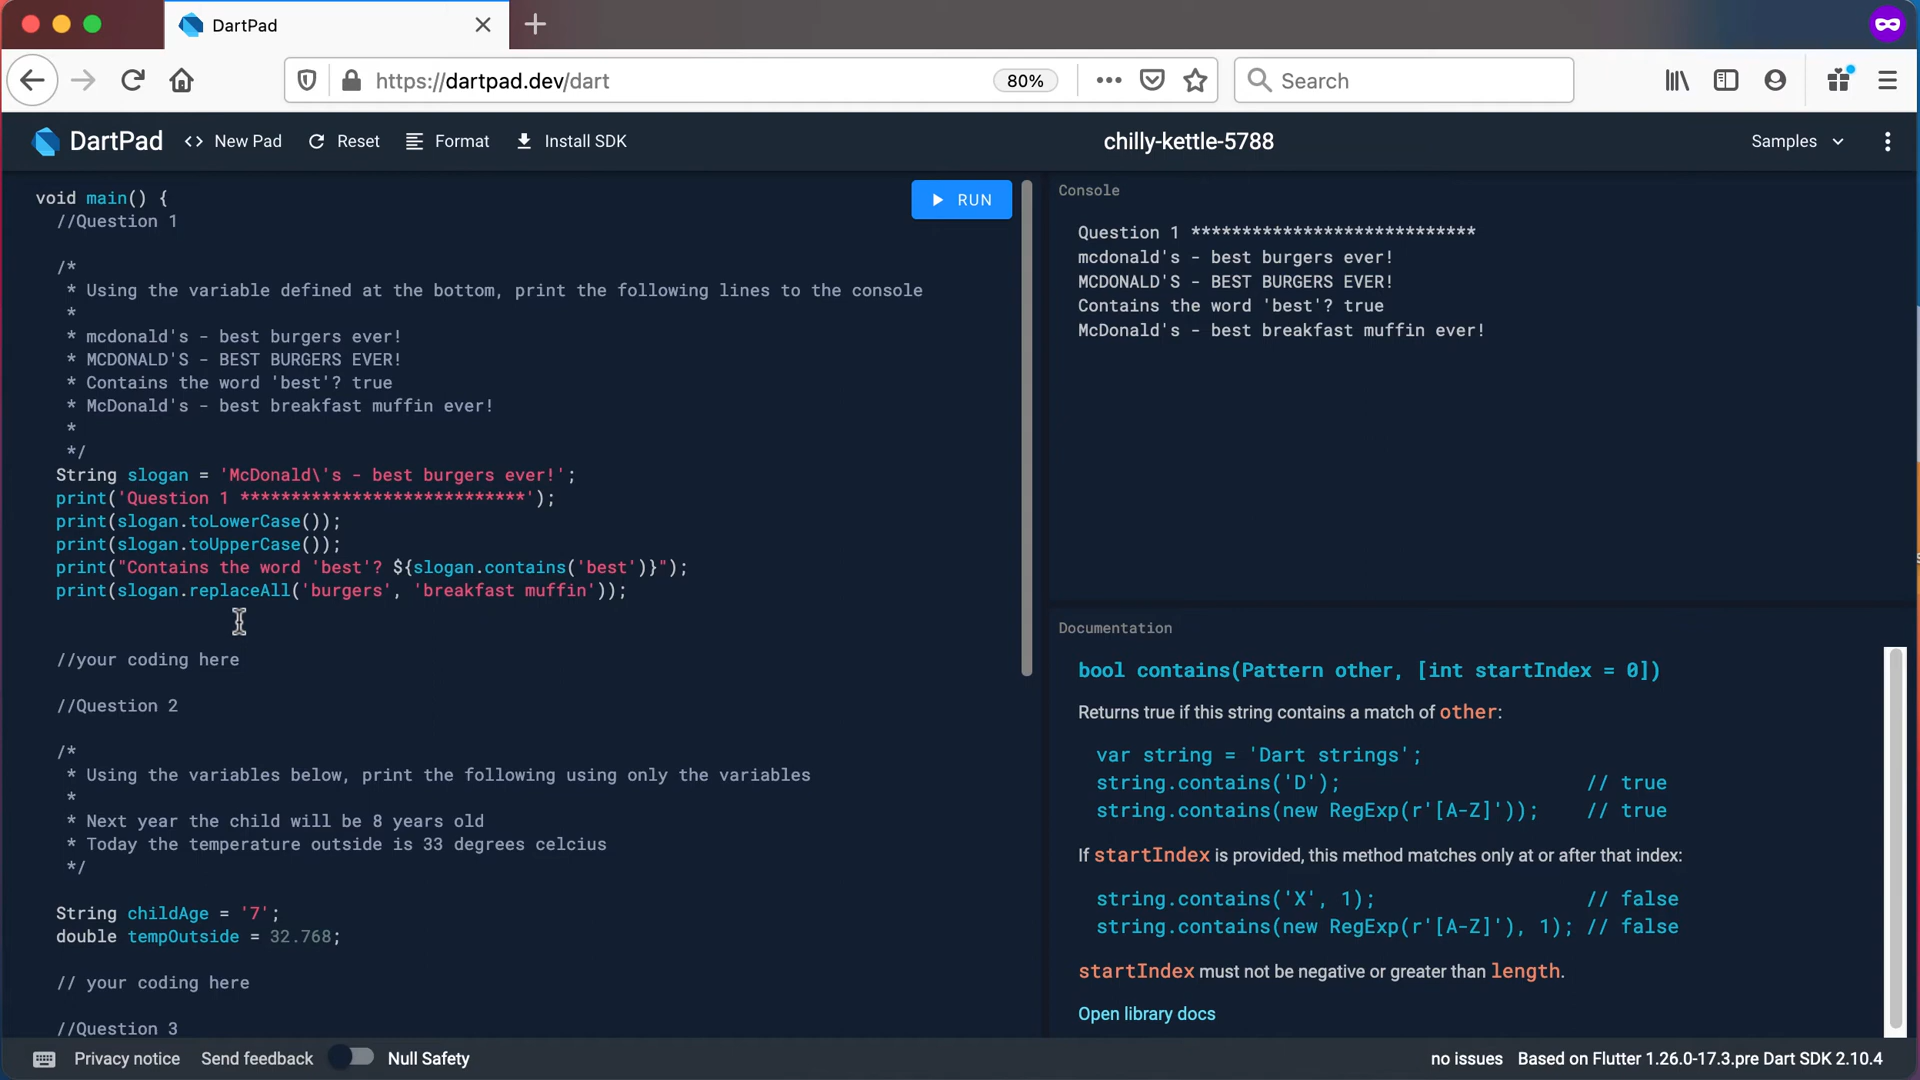 DartPad
https://dartpad.dev/dart
80%
Search
DartPad
<> New Pad
Reset
Format
Install SDK
chilly-kettle-5788
Samples
void main() {
//Question 1
/*
* Using the variable defined at the bottom, print the following lines to the console
*
* mcdonald's - best burgers ever!
* MCDONALD'S - BEST BURGERS EVER!
* Contains the word 'best'? true
* McDonald's - best breakfast muffin ever!
*
*/
String slogan = 'McDonald\'s - best burgers ever!';
print('Question 1 ****************************');
print(slogan.toLowerCase());
print(slogan.toUpperCase());
print("Contains the word 'best'? ${slogan.contains('best')}");
print(slogan.replaceAll('burgers', 'breakfast muffin'));
//your coding here
//Question 2
/*
* Using the variables below, print the following using only the variables
*
* Next year the child will be 8 years old
* Today the temperature outside is 33 degrees celcius
*/
String childAge = '7';
double tempOutside = 32.768;
// your coding here
//Question 3
RUN
Console
Question 1 ****************************
mcdonald's - best burgers ever!
MCDONALD'S - BEST BURGERS EVER!
Contains the word 'best'? true
McDonald's - best breakfast muffin ever!
Documentation
bool contains(Pattern other, [int startIndex = 0])
Returns true if this string contains a match of other:
var string = 'Dart strings';
string.contains('D'); // true
string.contains(new RegExp(r'[A-Z]')); // true
If startIndex is provided, this method matches only at or after that index:
string.contains('X', 1); // false
string.contains(new RegExp(r'[A-Z]'), 1); // false
startIndex must not be negative or greater than length.
Open library docs
Privacy notice
Send feedback
Null Safety
no issues
Based on Flutter 1.26.0-17.3.pre Dart SDK 2.10.4